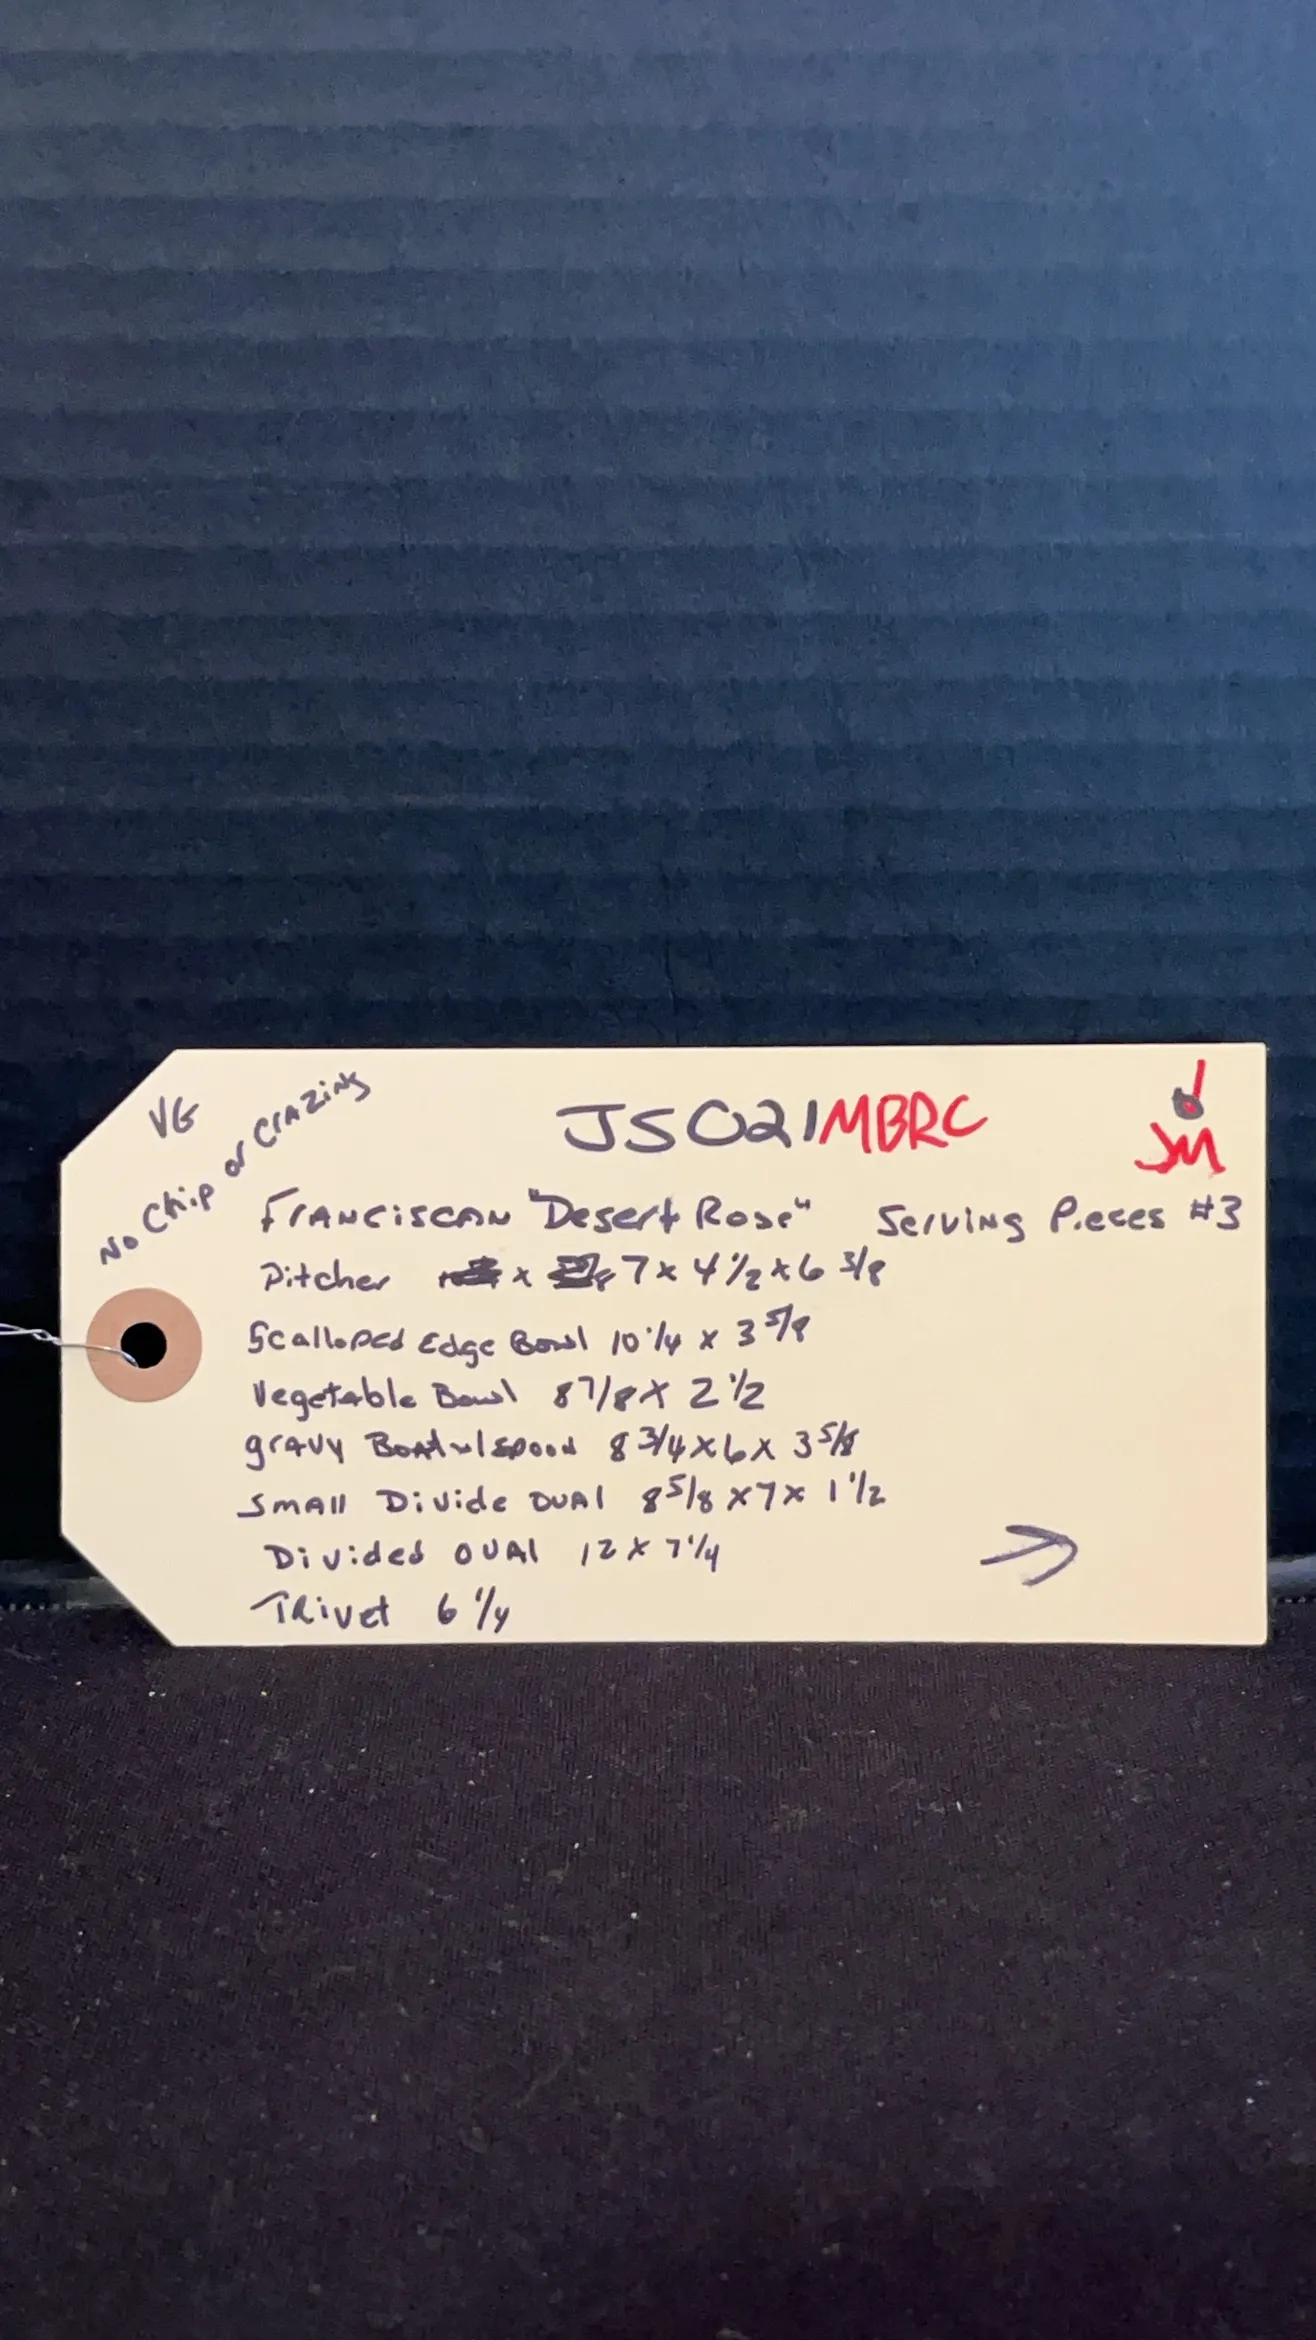 VG
No Chip or Crazing
JS021MBRC
JM
Franciscan "Desert Rose" Serving Pieces #3
Pitcher x 7 x 4 1/2 x 6 3/8
Scalloped Edge Bowl 10 1/4 x 3 5/8
Vegetable Bowl 8 7/8 x 2 1/2
gravy Boat w/spoon 8 3/4 x 6 x 3 5/8
Small Divide OVAl 8 5/8 x 7 x 1 1/2
Divided OVAl 12 x 7 1/4
TRivet 6 1/4